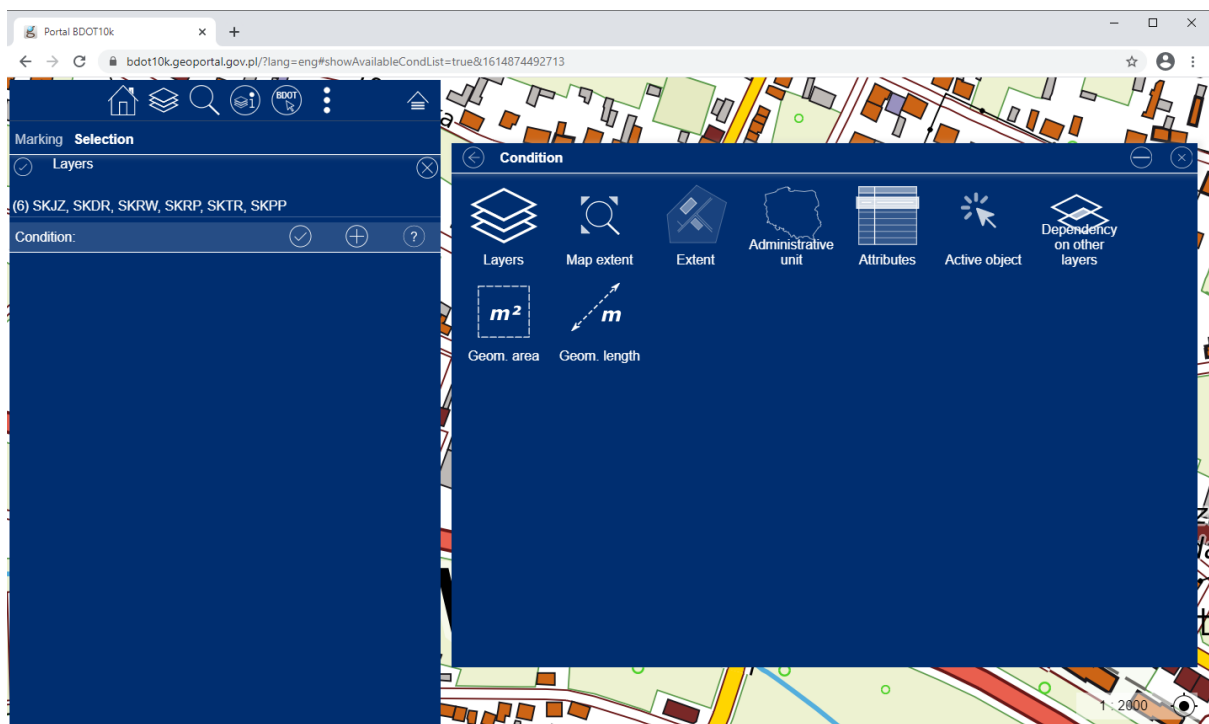 Portal BDOT10k
bdot10k.geoportal.gov.pl/?lang=eng#showAvailableCondList=true&1614874492713
BDOT
Marking Selection
Layers
(6) SKJZ, SKDR, SKRW, SKRP, SKTR, SKPP
Condition:
?
Condition
Layers
Map extent
Extent
Administrative
unit
Attributes
Active object
Dependency
on other
layers
m²
Geom. area
m
Geom. length
1 : 2000